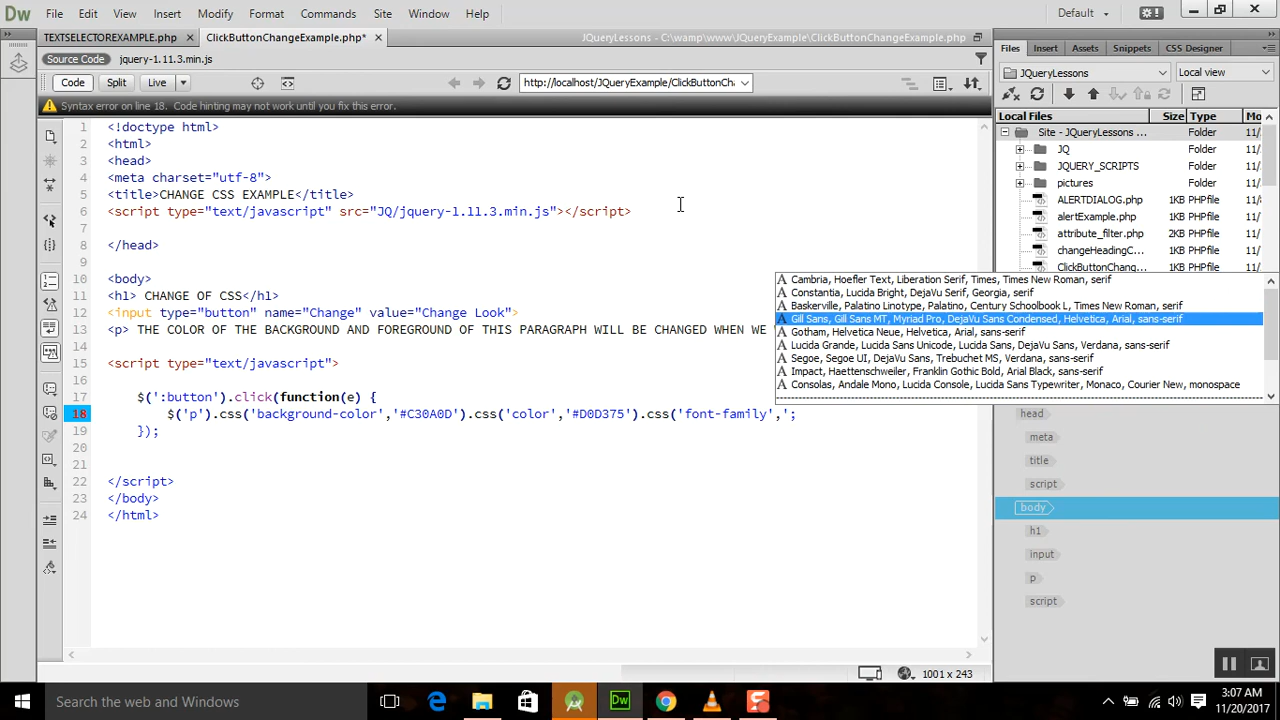 Dw File Edit View Insert Modify Format Commands Site Window Help Default
TEXTSELECTOREXAMPLE.php × ClickButtonChangeExample.php* × JQueryLessons - C:\wamp\www\JQueryExample\ClickButtonChangeExample.php
Files Insert Assets Snippets CSS Designer
Source Code jquery-1.11.3.min.js
JQueryLessons Local view
Code Split Live http://localhost/JQueryExample/ClickButtonCh
Syntax error on line 18. Code hinting may not work until you fix this error.
Local Files Size Type Mo
Site - JQueryLessons ... Folder 11/
JQ Folder 11/
JQUERY_SCRIPTS Folder 11/
pictures Folder 11/
ALERTDIALOG.php 1KB PHPfile 11/
alertExample.php 1KB PHPfile 11/
attribute_filter.php 2KB PHPfile 11/
changeHeadingC... 1KB PHPfile 11/
ClickButtonChang... 1KB PHPfile 11/
1 <!doctype html>
2 <html>
3 <head>
4 <meta charset="utf-8">
5 <title>CHANGE CSS EXAMPLE</title>
6 <script type="text/javascript" src="JQ/jquery-1.11.3.min.js"></script>
7
8 </head>
9
10 <body>
11 <h1> CHANGE OF CSS</h1>
12 <input type="button" name="Change" value="Change Look">
13 <p> THE COLOR OF THE BACKGROUND AND FOREGROUND OF THIS PARAGRAPH WILL BE CHANGED WHEN WE
14
15 <script type="text/javascript">
16
17 $(':button').click(function(e) {
18 $('p').css('background-color','#C30A0D').css('color','#D0D375').css('font-family',';
19 });
20
21
22 </script>
23 </body>
24 </html>
Cambria, Hoefler Text, Liberation Serif, Times, Times New Roman, serif
Constantia, Lucida Bright, DejaVu Serif, Georgia, serif
Baskerville, Palatino Linotype, Palatino, Century Schoolbook L, Times New Roman, serif
Gill Sans, Gill Sans MT, Myriad Pro, DejaVu Sans Condensed, Helvetica, Arial, sans-serif
Gotham, Helvetica Neue, Helvetica, Arial, sans-serif
Lucida Grande, Lucida Sans Unicode, Lucida Sans, DejaVu Sans, Verdana, sans-serif
Segoe, Segoe UI, DejaVu Sans, Trebuchet MS, Verdana, sans-serif
Impact, Haettenschweiler, Franklin Gothic Bold, Arial Black, sans-serif
Consolas, Andale Mono, Lucida Console, Lucida Sans Typewriter, Monaco, Courier New, monospace
head
meta
title
script
body
h1
input
p
script
1001 x 243
Search the web and Windows
Dw
3:07 AM
11/20/2017